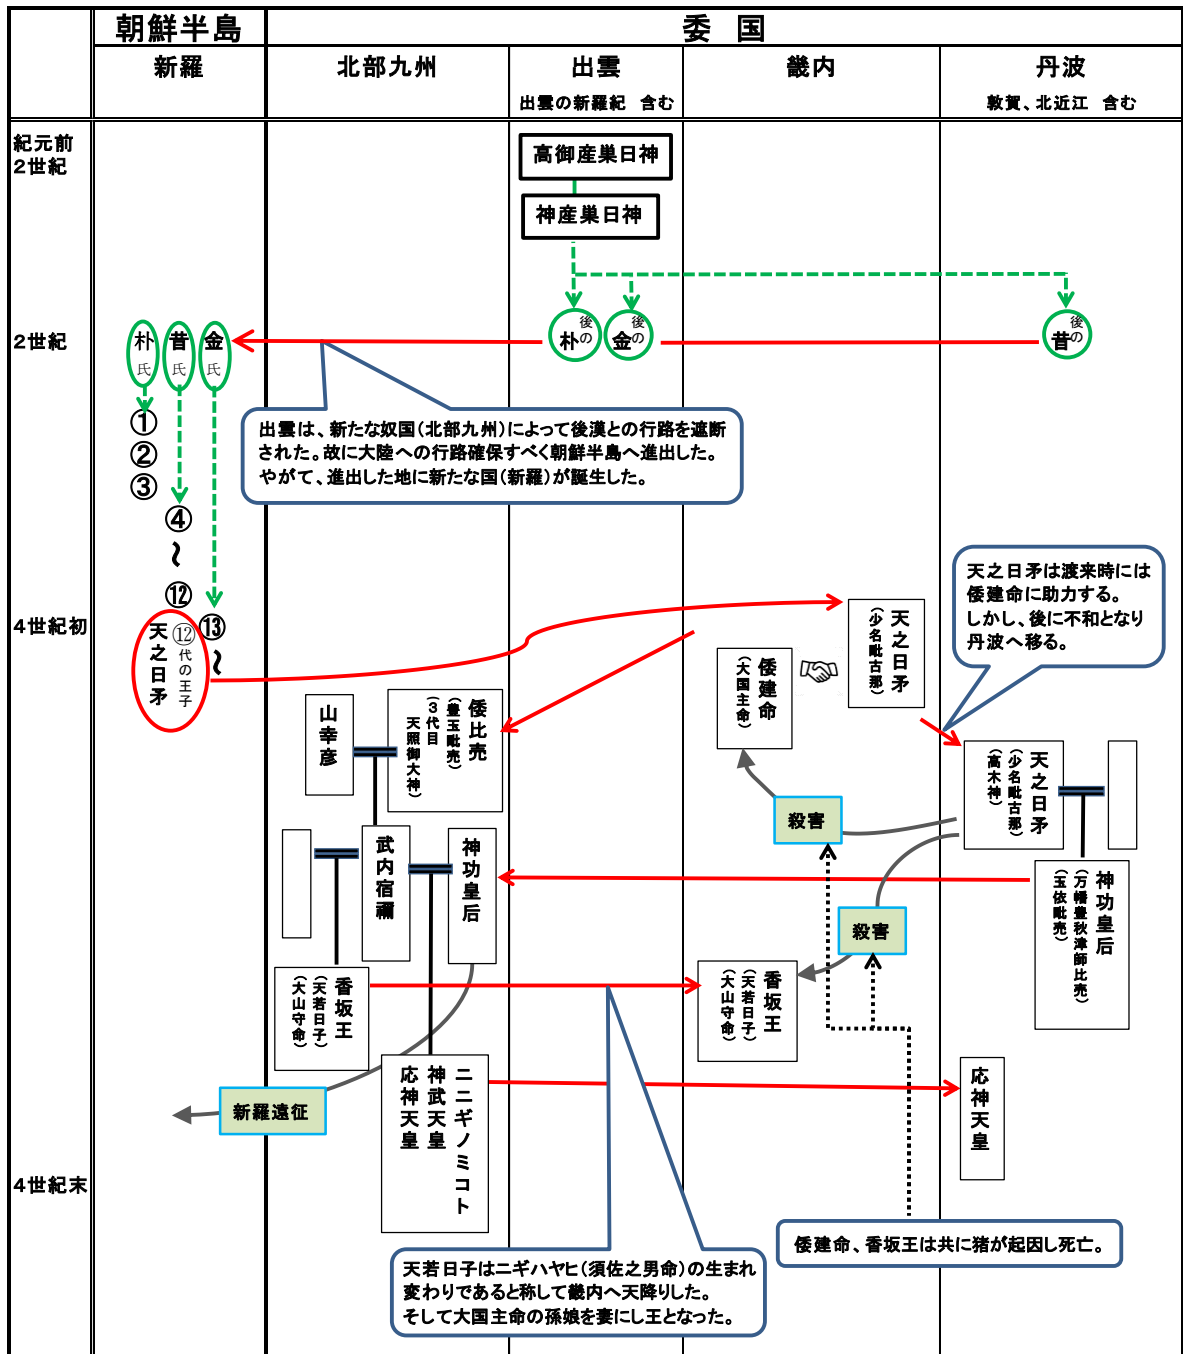 朝鮮半島
委 国
新羅
北部九州
出雲
出雲の新羅紀 含む
畿内
丹波
敦賀、北近江 含む
紀元前
2世紀
高御産巣日神
神産巣日神
2世紀
朴氏
昔氏
金氏
後の朴
後の金
後の昔
①
②
③
④
~
⑫
⑬
~
出雲は、新たな奴国(北部九州)によって後漢との行路を遮断
された。故に大陸への行路確保すべく朝鮮半島へ進出した。
やがて、進出した地に新たな国(新羅)が誕生した。
4世紀初
⑫代の王子
天之日矛
天之日矛は渡来時には
倭建命に助力する。
しかし、後に不和となり
丹波へ移る。
天之日矛
(少名毗古那)
倭建命
(大国主命)
山幸彦
倭比売
(豊玉毗売)
(3代目
天照御大神)
天之日矛
(少名毗古那)
(高木神)
殺害
武内宿禰
神功皇后
神功皇后
(万幡豊秋津師比売)
(玉依毗売)
殺害
香坂王
(天若日子)
(大山守命)
香坂王
(天若日子)
(大山守命)
新羅遠征
ニニギノミコト
神武天皇
応神天皇
応神天皇
4世紀末
倭建命、香坂王は共に猪が起因し死亡。
天若日子はニギハヤヒ(須佐之男命)の生まれ
変わりであると称して畿内へ天降りした。
そして大国主命の孫娘を妻にし王となった。